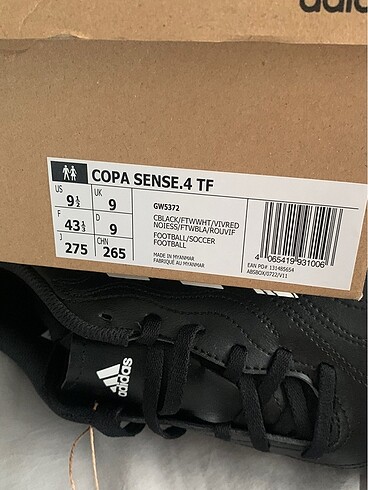 adidas
COPA SENSE.4 TF
US
9½
UK
9
F
43⅓
D
9
J
275
CHN
265
GW5372
CBLACK/FTWWHT/VIVRED
NOIESS/FTWBLA/ROUVIF
FOOTBALL/SOCCER
FOOTBALL
MADE IN MYANMAR
FABRIQUÉ AU MYANMAR
4 065419 931006
EAN PO# 131485654
ABSBOX/0722/V11
adidas